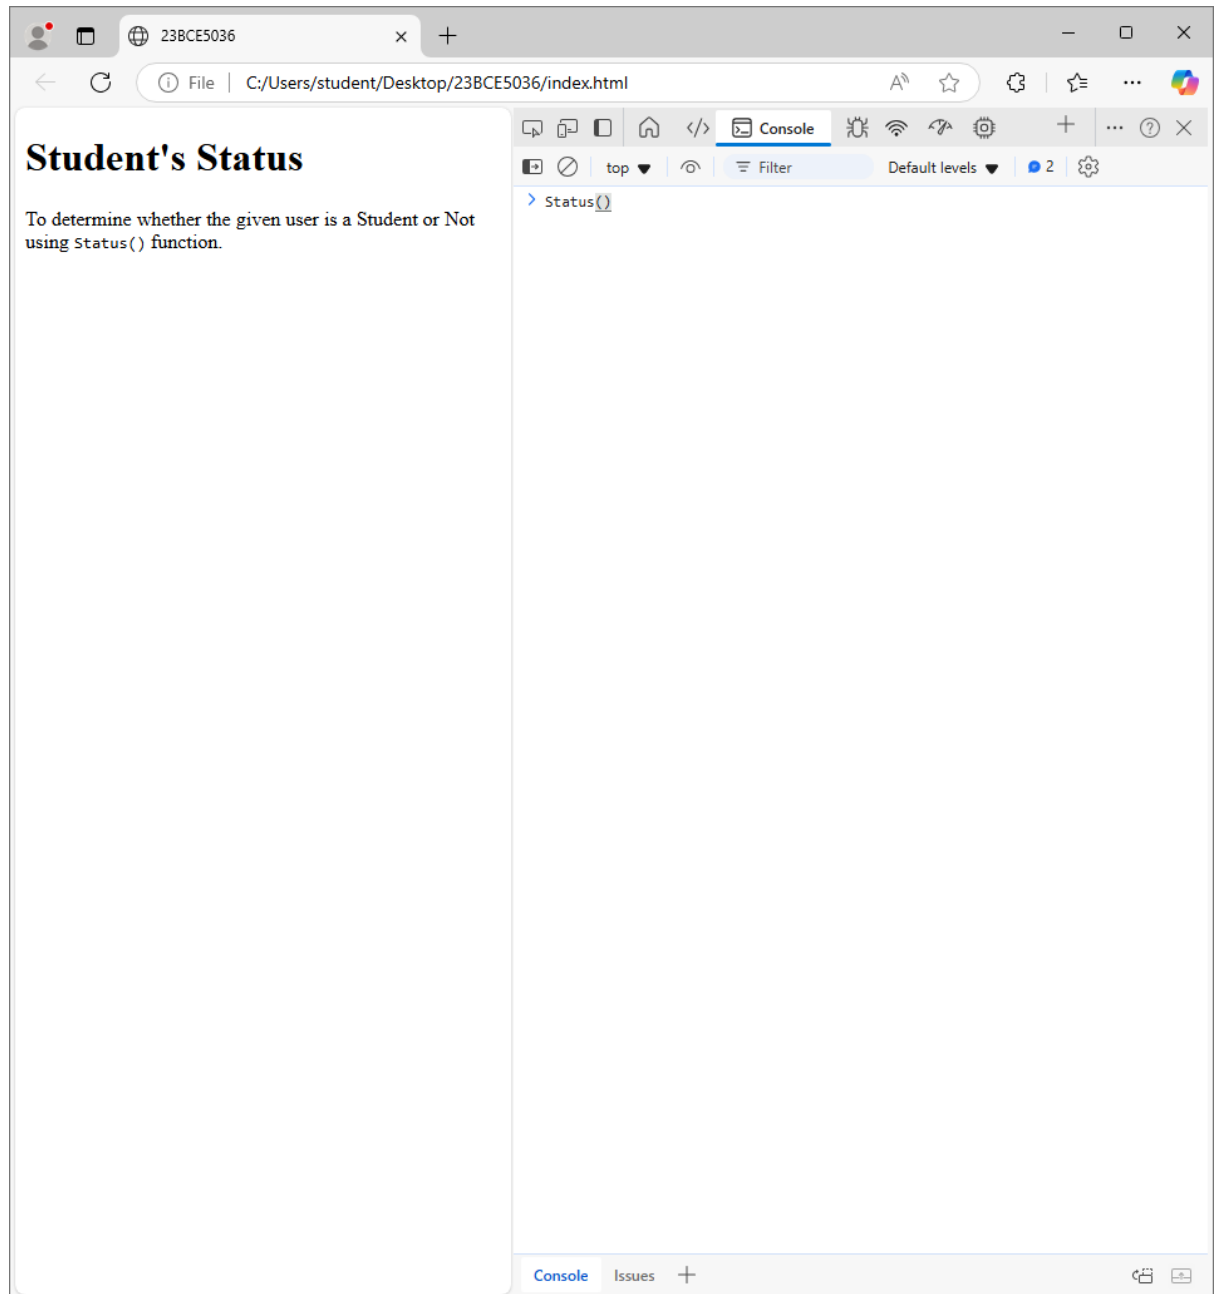 23BCE5036
File | C:/Users/student/Desktop/23BCE5036/index.html
Student's Status
To determine whether the given user is a Student or Not
using Status() function.
Console
top Filter Default levels 2
> Status()
Console Issues